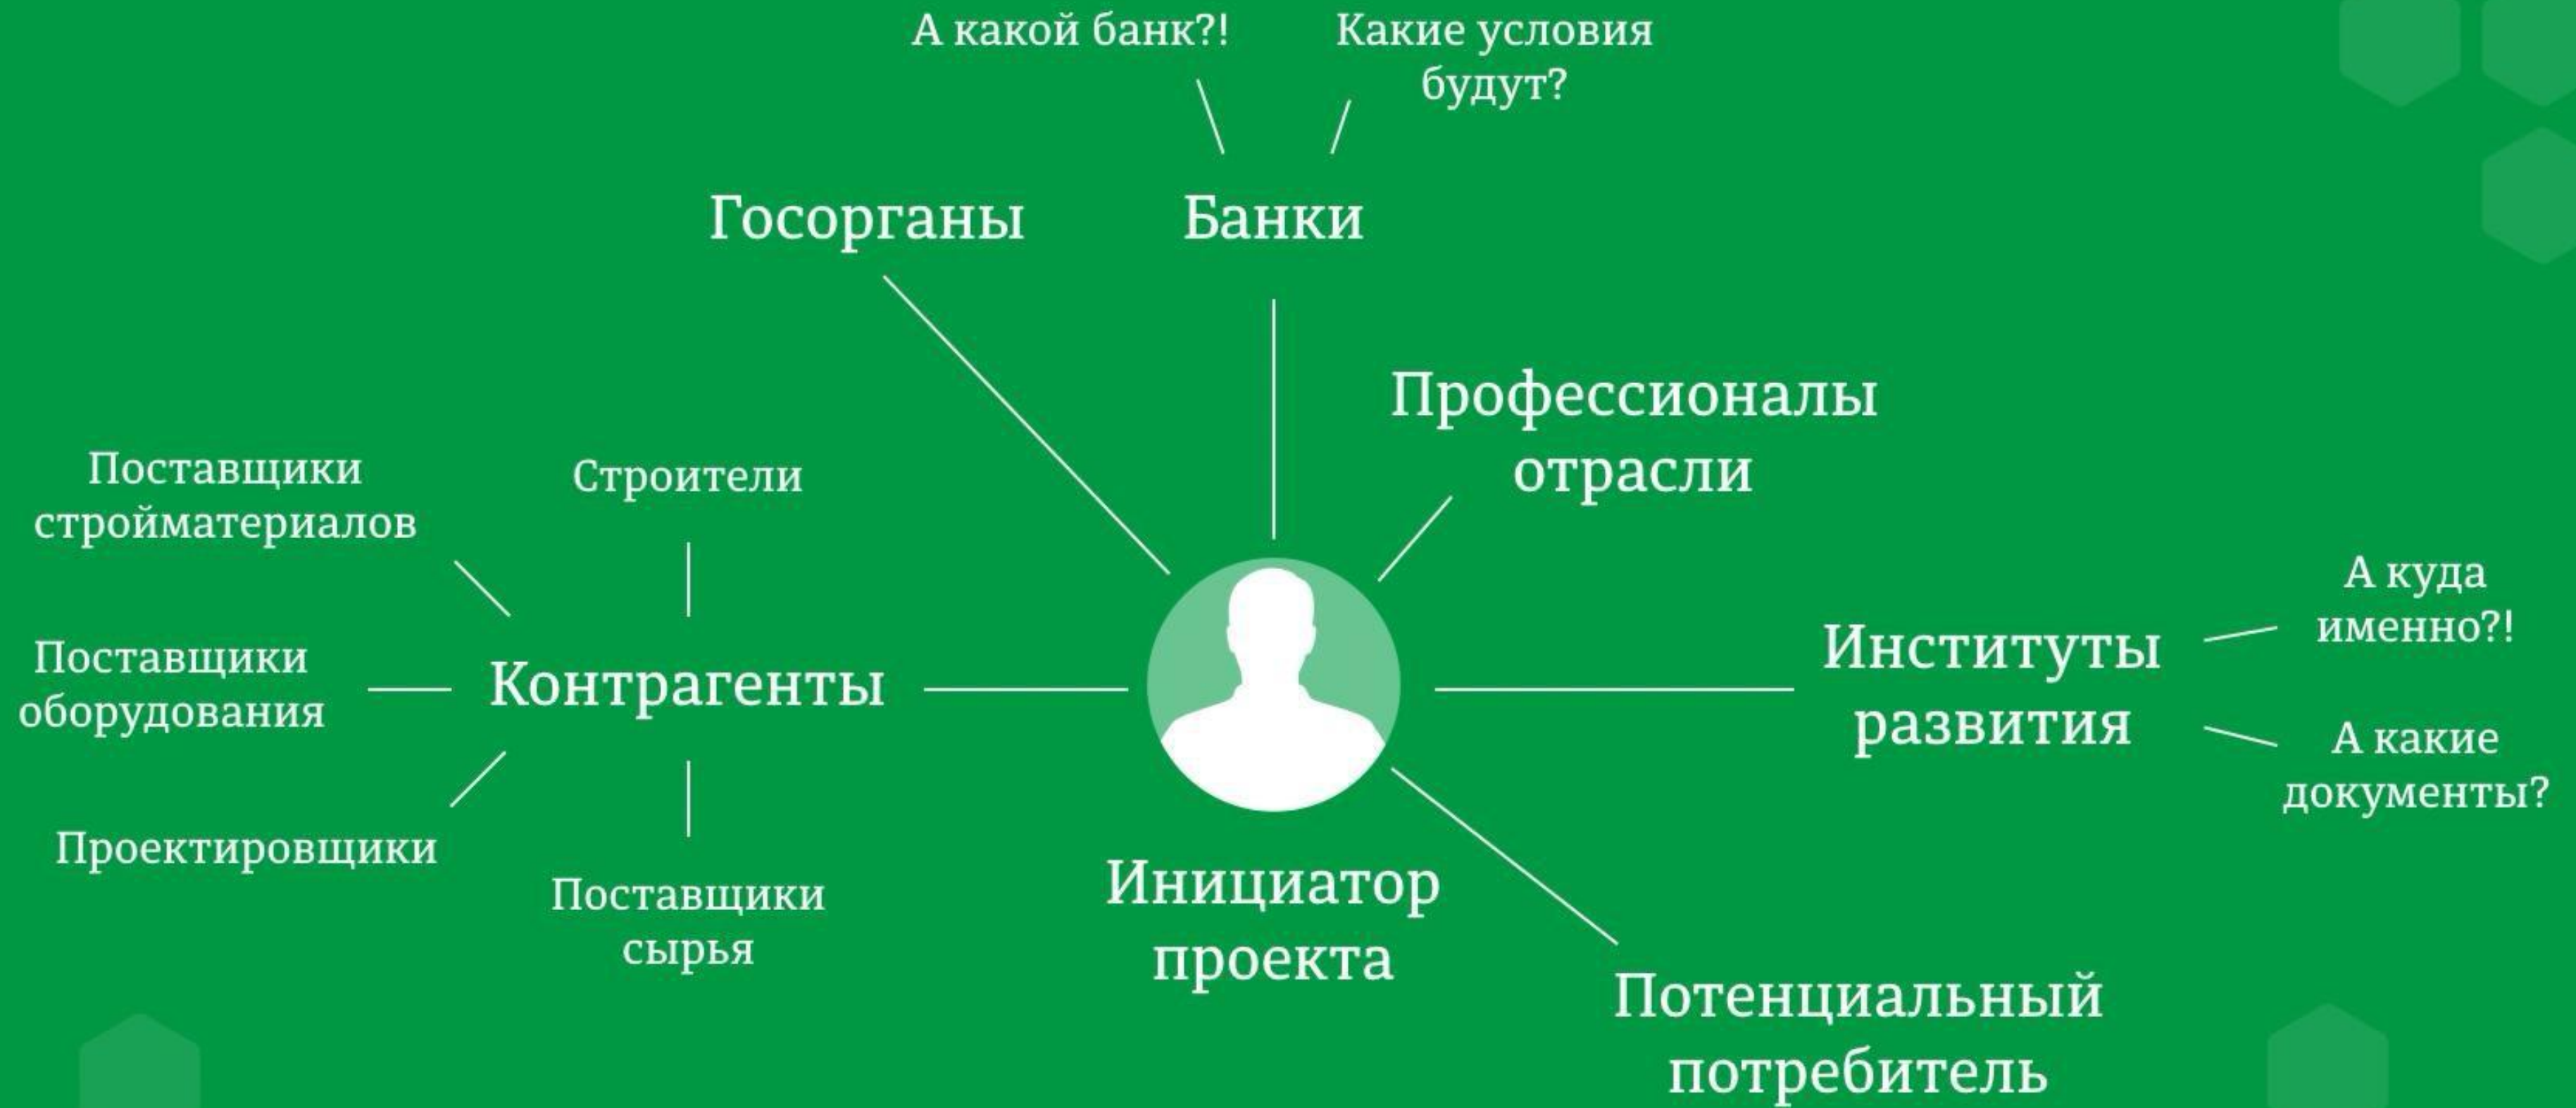 А какой банк?!
Какие условия
будут?
Госорганы
Банки
Профессионалы
отрасли
Поставщики
стройматериалов
Строители
Поставщики
оборудования
Контрагенты
Проектировщики
Поставщики
сырья
Инициатор
проекта
Институты
развития
А куда
именно?!
А какие
документы?
Потенциальный
потребитель